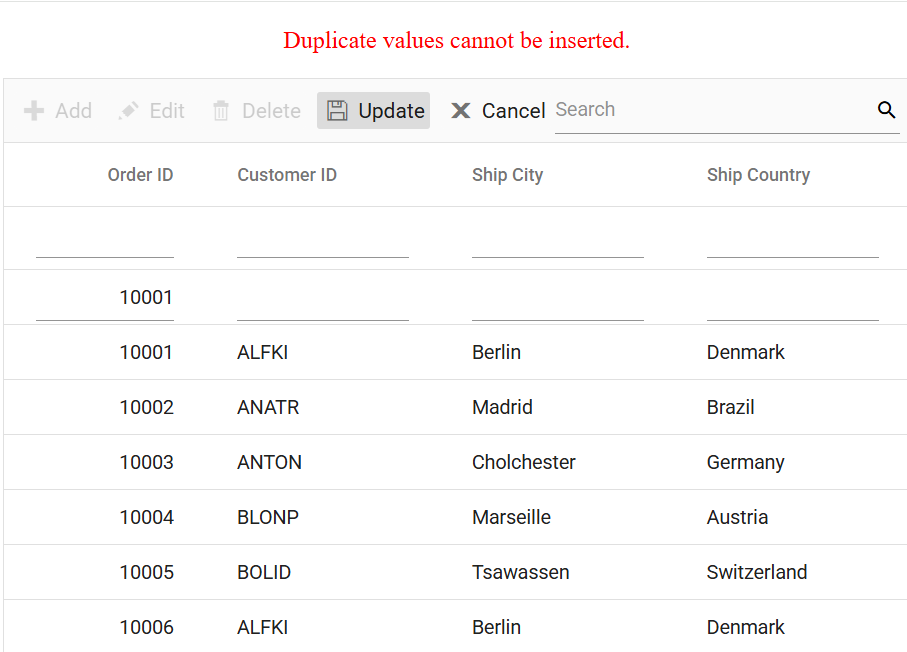 Duplicate values cannot be inserted.
Add Edit Delete Update Cancel Search
Order ID Customer ID Ship City Ship Country
10001
10001 ALFKI Berlin Denmark
10002 ANATR Madrid Brazil
10003 ANTON Cholchester Germany
10004 BLONP Marseille Austria
10005 BOLID Tsawassen Switzerland
10006 ALFKI Berlin Denmark